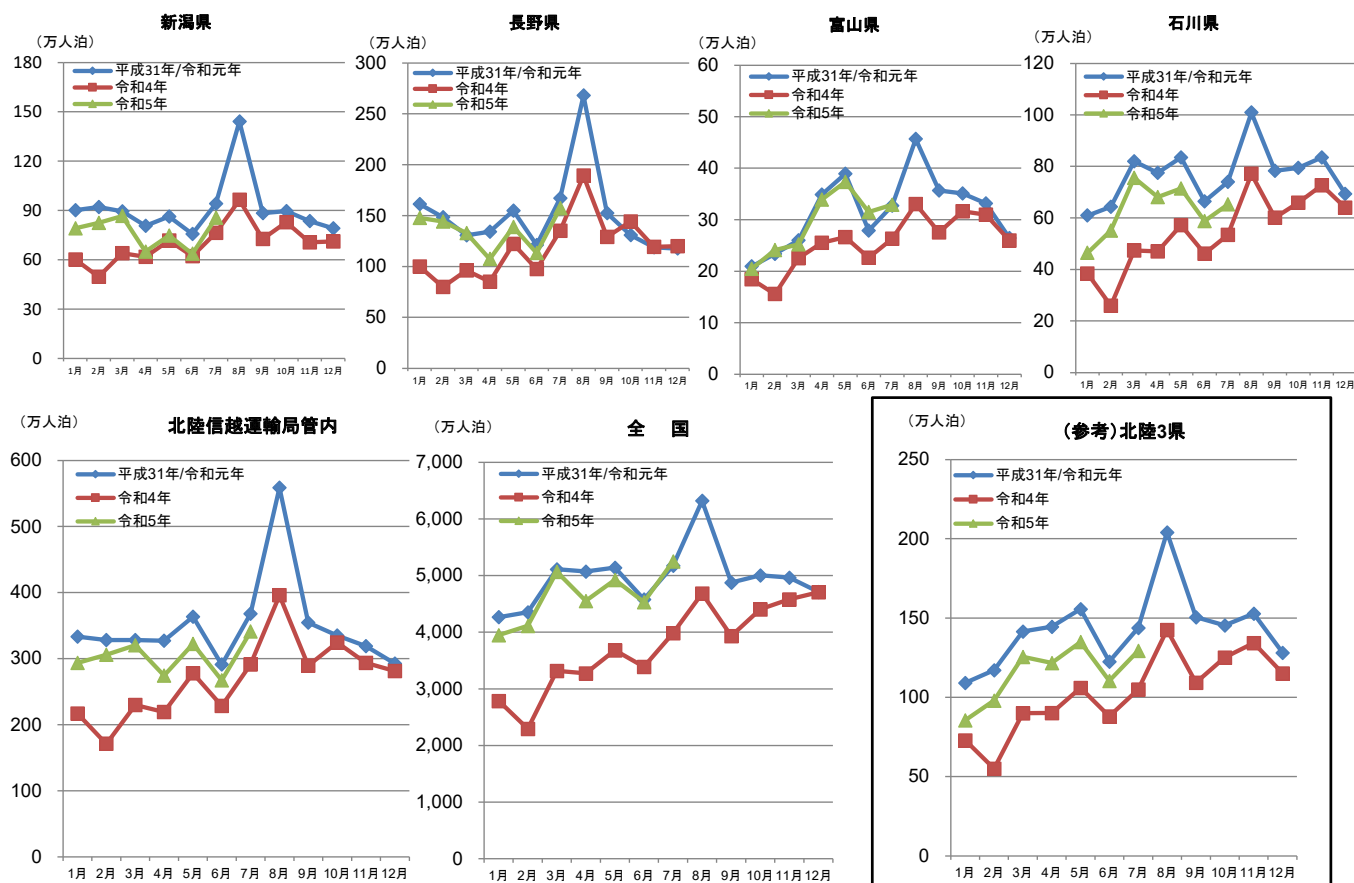 新潟県
(万人泊)
180
150
120
90
60
30
0
平成31年/令和元年
令和4年
令和5年
1月 2月 3月 4月 5月 6月 7月 8月 9月 10月 11月 12月
長野県
(万人泊)
300
250
200
150
100
50
0
平成31年/令和元年
令和4年
令和5年
1月 2月 3月 4月 5月 6月 7月 8月 9月 10月 11月 12月
富山県
(万人泊)
60
50
40
30
20
10
0
平成31年/令和元年
令和4年
令和5年
1月 2月 3月 4月 5月 6月 7月 8月 9月 10月 11月 12月
石川県
(万人泊)
120
100
80
60
40
20
0
平成31年/令和元年
令和4年
令和5年
1月 2月 3月 4月 5月 6月 7月 8月 9月 10月 11月 12月
北陸信越運輸局管内
(万人泊)
600
500
400
300
200
100
0
平成31年/令和元年
令和4年
令和5年
1月 2月 3月 4月 5月 6月 7月 8月 9月 10月 11月 12月
全 国
(万人泊)
7,000
6,000
5,000
4,000
3,000
2,000
1,000
0
平成31年/令和元年
令和4年
令和5年
1月 2月 3月 4月 5月 6月 7月 8月 9月 10月 11月 12月
(参考)北陸3県
(万人泊)
250
200
150
100
50
0
平成31年/令和元年
令和4年
令和5年
1月 2月 3月 4月 5月 6月 7月 8月 9月 10月 11月 12月